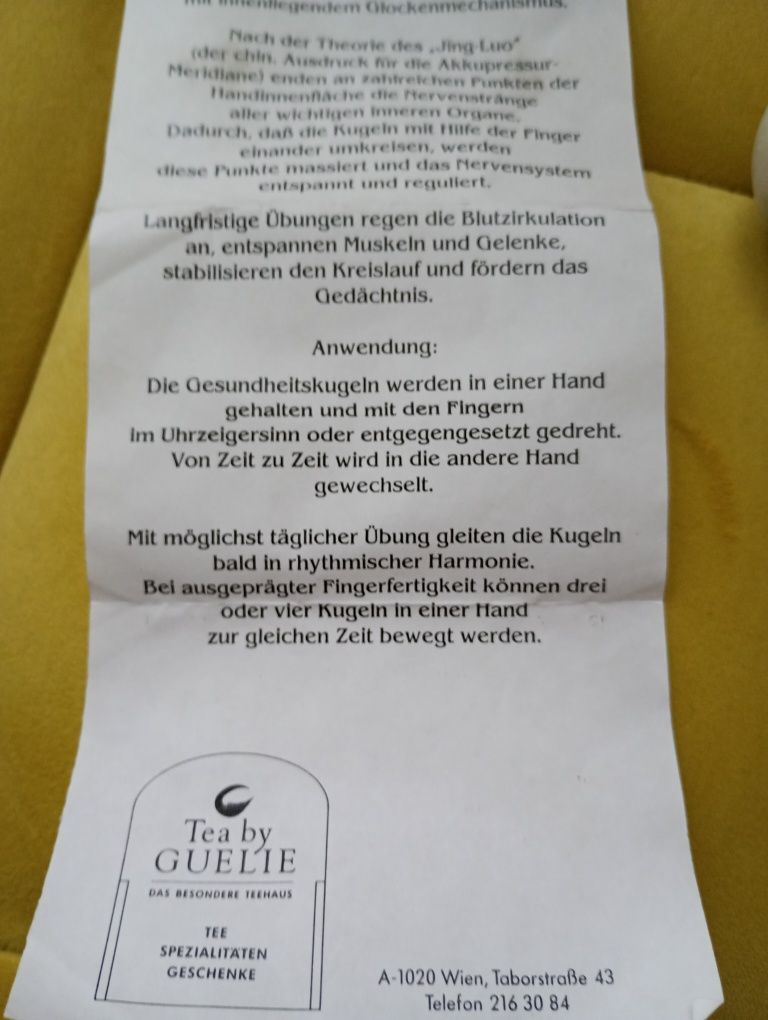 mit innenliegendem Glockenmechanismus.
Nach der Theorie des „Jing-Luo"
(der chin. Ausdruck für die Akkupressur-
Meridiane) enden an zahlreichen Punkten der
Handinnenfläche die Nervenstränge
aller wichtigen inneren Organe.
Dadurch, daß die Kugeln mit Hilfe der Finger
einander umkreisen, werden
diese Punkte massiert und das Nervensystem
entspannt und reguliert.
Langfristige Übungen regen die Blutzirkulation
an, entspannen Muskeln und Gelenke,
stabilisieren den Kreislauf und fördern das
Gedächtnis.
Anwendung:
Die Gesundheitskugeln werden in einer Hand
gehalten und mit den Fingern
im Uhrzeigersinn oder entgegengesetzt gedreht.
Von Zeit zu Zeit wird in die andere Hand
gewechselt.
Mit möglichst täglicher Übung gleiten die Kugeln
bald in rhythmischer Harmonie.
Bei ausgeprägter Fingerfertigkeit können drei
oder vier Kugeln in einer Hand
zur gleichen Zeit bewegt werden.
Tea by
GUELIE
DAS BESONDERE TEEHAUS
TEE
SPEZIALITÄTEN
GESCHENKE
A-1020 Wien, Taborstraße 43
Telefon 216 30 84